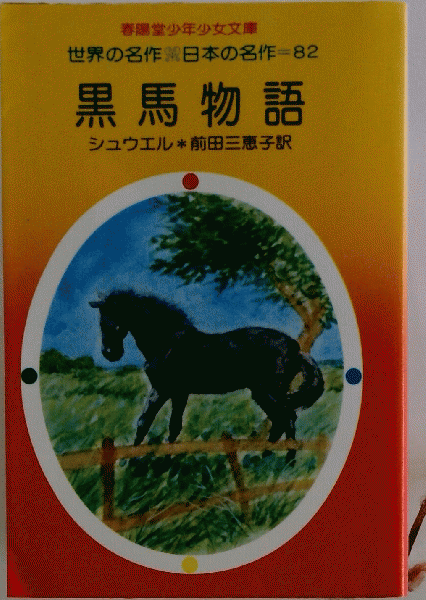 春陽堂少年少女文庫
世界の名作※日本の名作＝82
黒馬物語
シュウエル＊前田三恵子訳